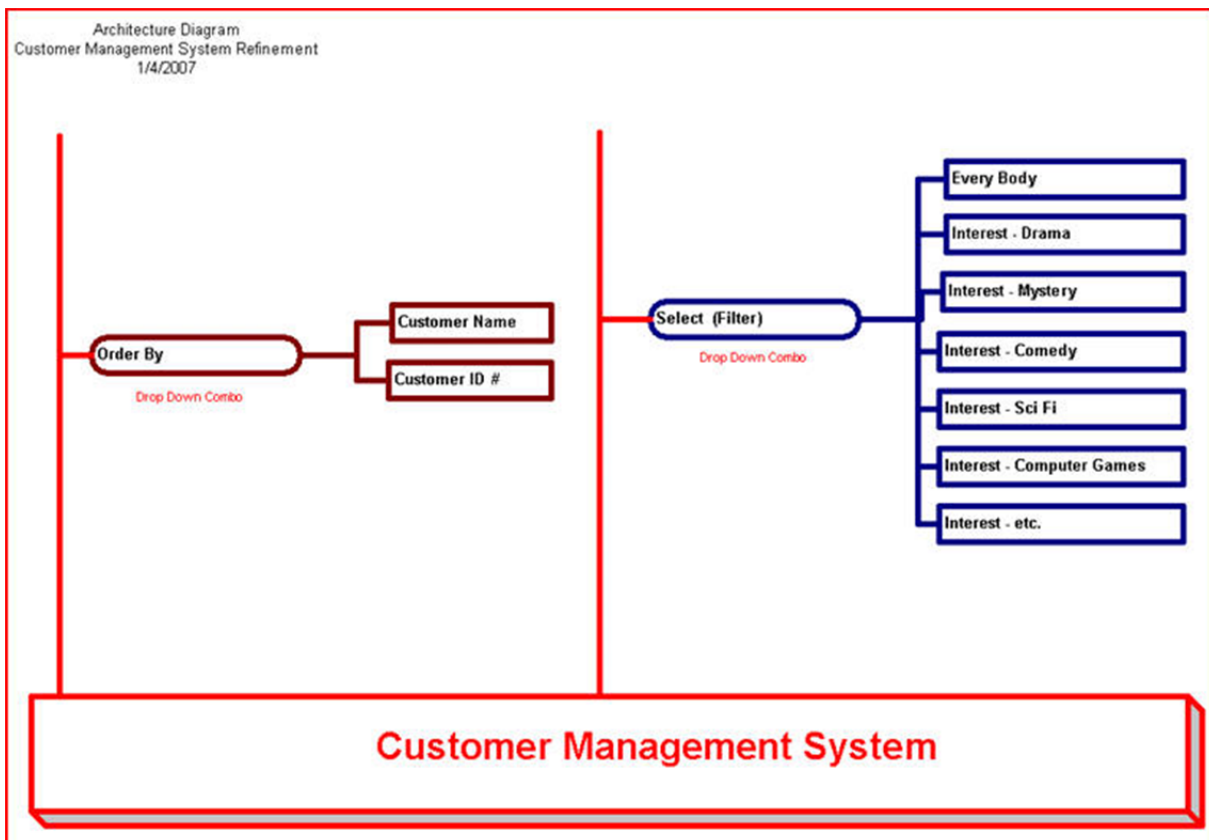 Architecture Diagram
Customer Management System Refinement
1/4/2007
Order By
Drop Down Combo
Customer Name
Customer ID #
Select (Filter)
Drop Down Combo
Every Body
Interest - Drama
Interest - Mystery
Interest - Comedy
Interest - Sci Fi
Interest - Computer Games
Interest - etc.
Customer Management System